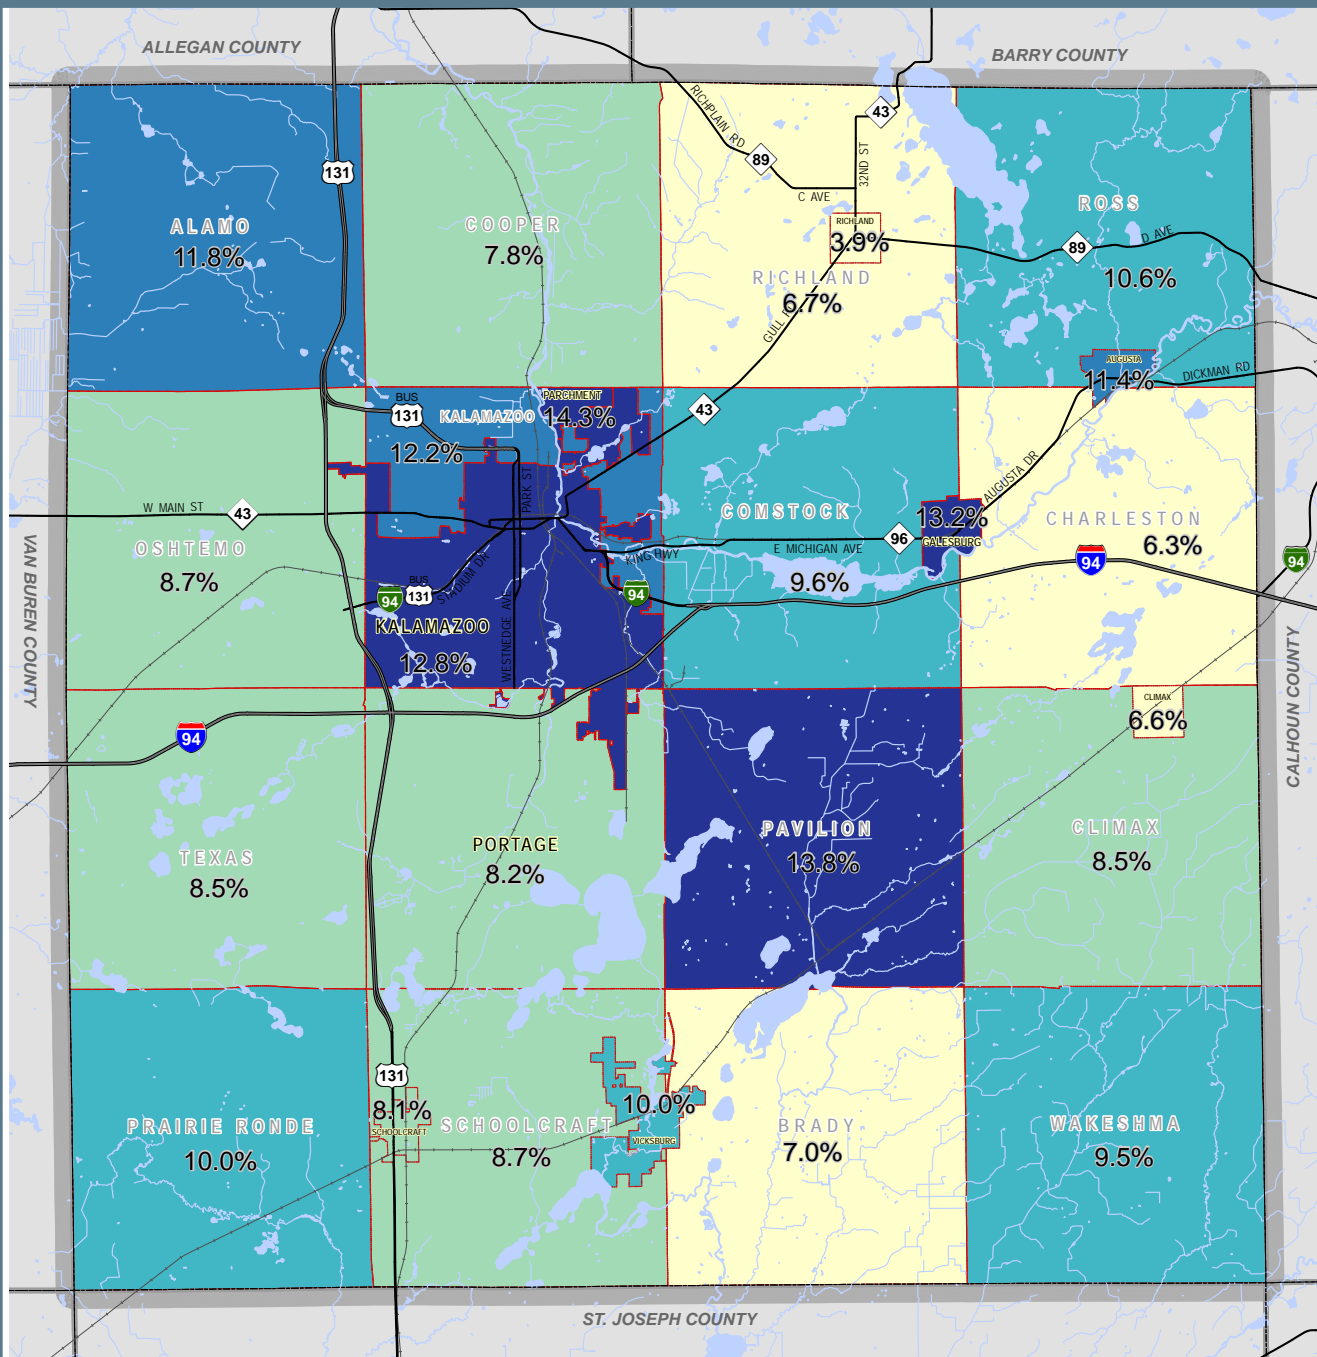 ALLEGAN COUNTY
BARRY COUNTY
131
RICHPLAIN RD
89
43
32ND ST
C AVE
ALAMO
11.8%
COOPER
7.8%
RICHLAND
3.9%
RICHLAND
6.7%
GULL
ROSS
89
D AVE
10.6%
AUGUSTA
11.4%
DICKMAN RD
BUS
131
KALAMAZOO
12.2%
PARCHMENT
14.3%
43
PARK ST
W MAIN ST
43
OSHTEMO
8.7%
COMSTOCK
KING HWY
E MICHIGAN AVE
96
9.6%
13.2%
GALESBURG
AUGUSTA DR
CHARLESTON
6.3%
94
94
VAN BUREN COUNTY
CALHOUN COUNTY
94
BUS
131
STADIUM DR
94
WESTNEDGE AVE
KALAMAZOO
12.8%
94
CLIMAX
6.6%
TEXAS
8.5%
PORTAGE
8.2%
PAVILION
13.8%
CLIMAX
8.5%
131
8.1%
SCHOOLCRAFT
PRAIRIE RONDE
10.0%
SCHOOLCRAFT
8.7%
10.0%
VICKSBURG
BRADY
7.0%
WAKESHMA
9.5%
ST. JOSEPH COUNTY